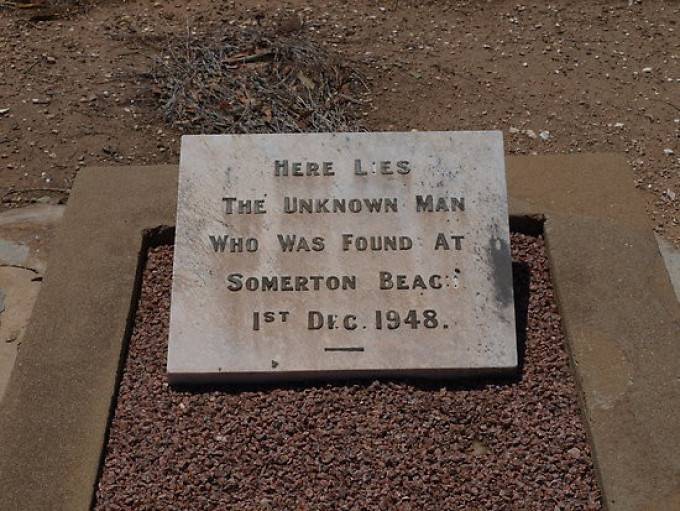 HERE LIES
THE UNKNOWN MAN
WHO WAS FOUND AT
SOMERTON BEACH
1ST DEC. 1948.